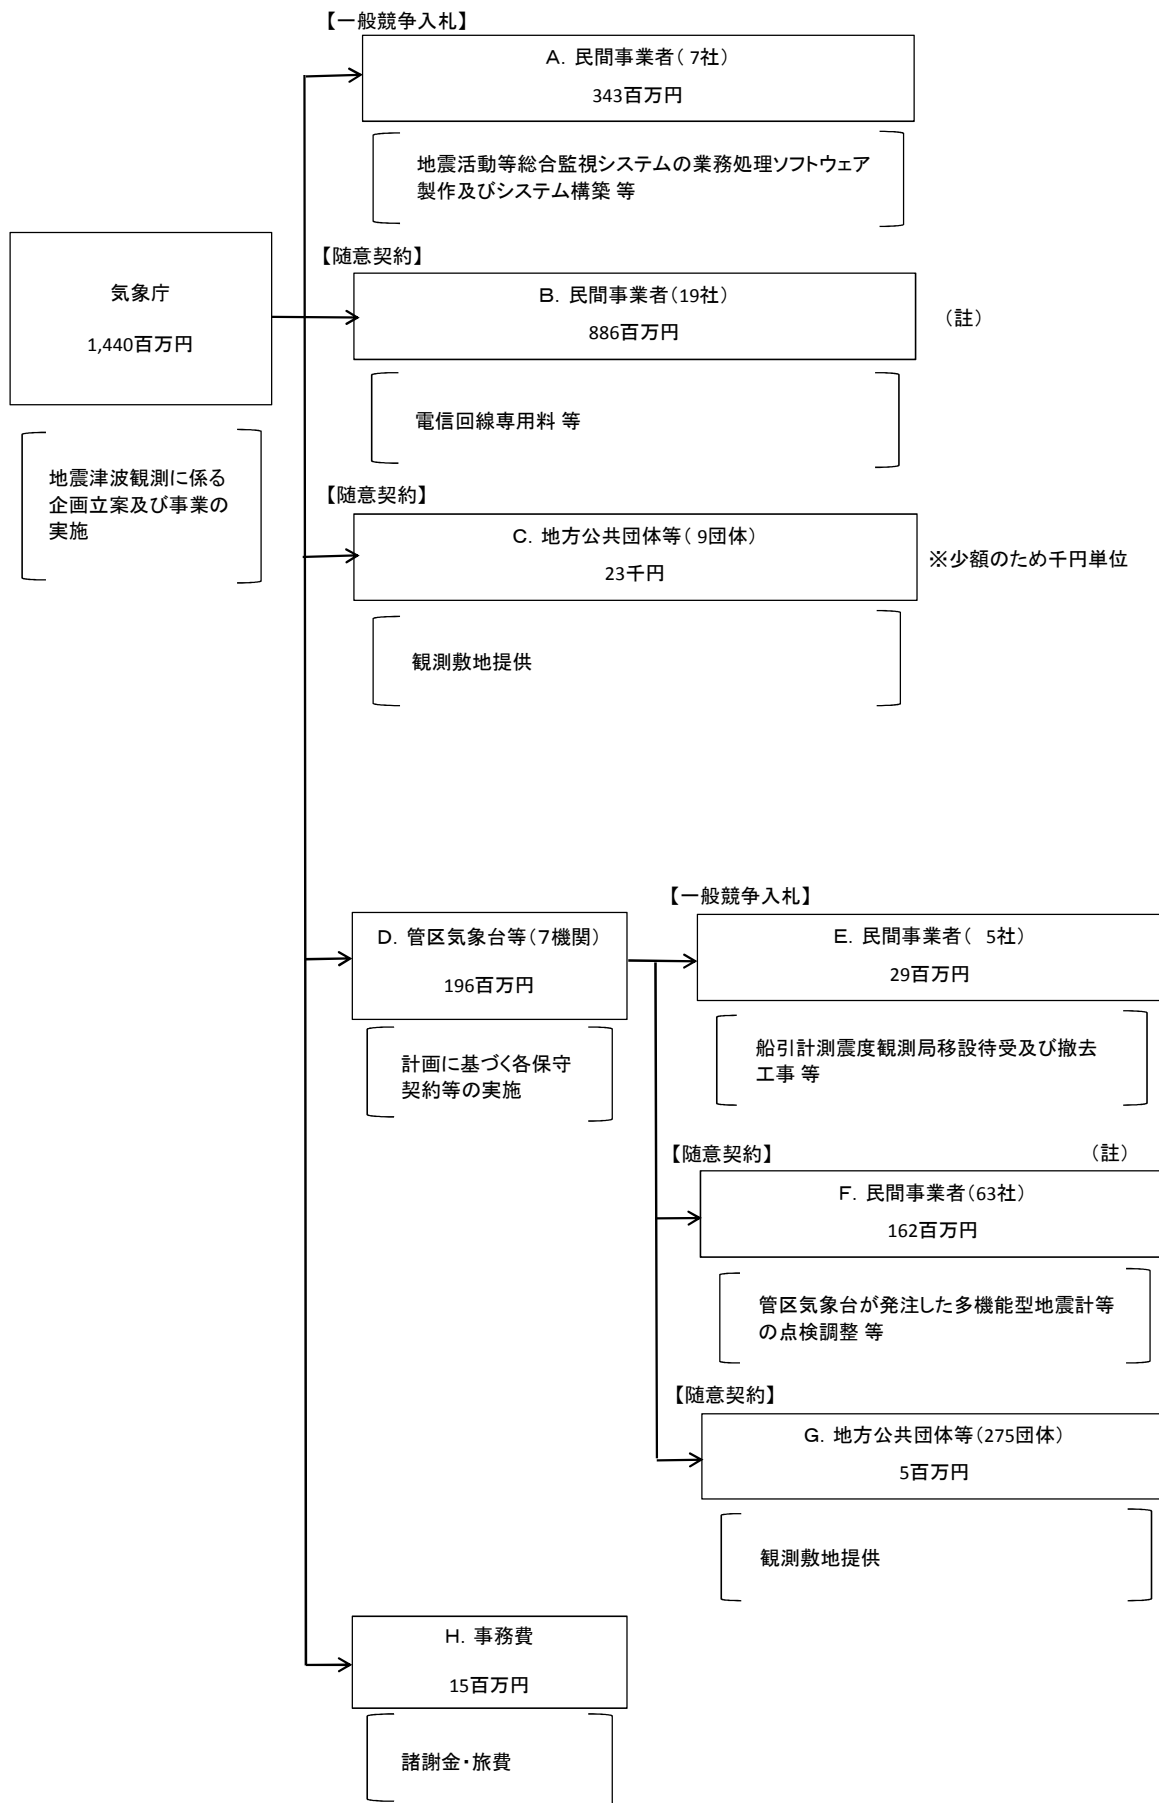 【一般競争入札】
A. 民間事業者( 7社)
343百万円
地震活動等総合監視システムの業務処理ソフトウェア
製作及びシステム構築 等
気象庁
1,440百万円
地震津波観測に係る
企画立案及び事業の
実施
【随意契約】
B. 民間事業者(19社)
886百万円
(註)
電信回線専用料 等
【随意契約】
C. 地方公共団体等( 9団体)
23千円
※少額のため千円単位
観測敷地提供
D. 管区気象台等(7機関)
196百万円
計画に基づく各保守
契約等の実施
【一般競争入札】
E. 民間事業者( 5社)
29百万円
船引計測震度観測局移設待受及び撤去
工事 等
【随意契約】
(註)
F. 民間事業者(63社)
162百万円
管区気象台が発注した多機能型地震計等
の点検調整 等
【随意契約】
G. 地方公共団体等(275団体)
5百万円
観測敷地提供
H. 事務費
15百万円
諸謝金・旅費